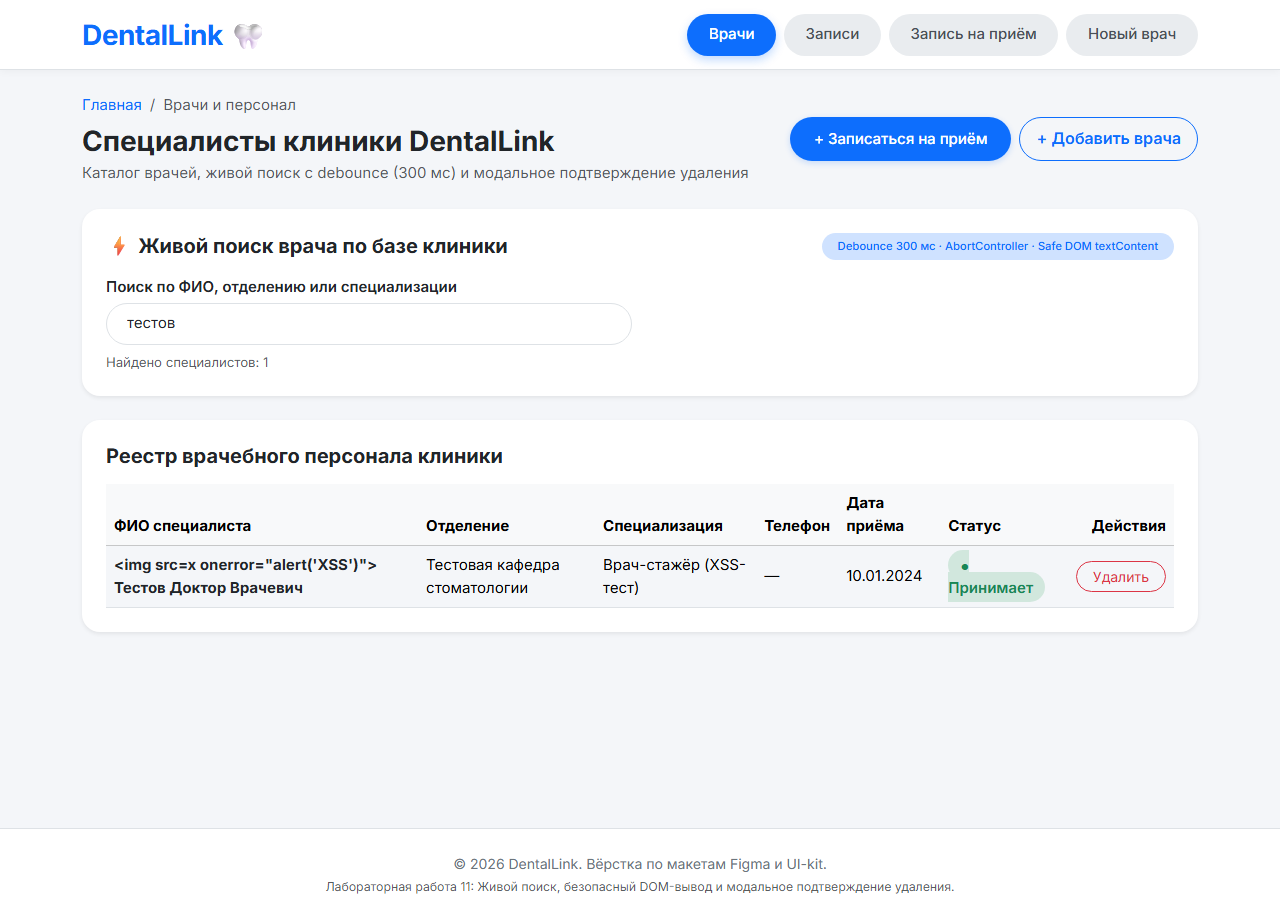 DentalLink
Врачи
Записи
Запись на приём
Новый врач
Главная / Врачи и персонал
Специалисты клиники DentalLink
Каталог врачей, живой поиск с debounce (300 мс) и модальное подтверждение удаления
+ Записаться на приём
+ Добавить врача
Живой поиск врача по базе клиники
Debounce 300 мс · AbortController · Safe DOM textContent
Поиск по ФИО, отделению или специализации
тестов
Найдено специалистов: 1
Реестр врачебного персонала клиники
ФИО специалиста
Отделение
Специализация
Телефон
Дата
приёма
Статус
Действия
<img src=x onerror="alert('XSS')">
Тестов Доктор Врачевич
Тестовая кафедра
стоматологии
Врач-стажёр (XSS-
тест)
—
10.01.2024
●
Принимает
Удалить
© 2026 DentalLink. Вёрстка по макетам Figma и UI-kit.
Лабораторная работа 11: Живой поиск, безопасный DOM-вывод и модальное подтверждение удаления.